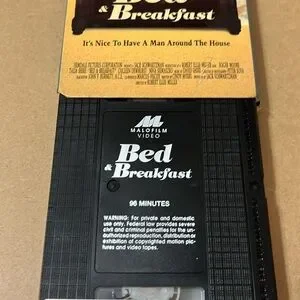 Bed
& Breakfast
It's Nice To Have A Man Around The House
MALOFILM
VIDEO
Bed
& Breakfast
96 MINUTES
WARNING: For private and domestic
use only. Federal law provides severe
civil and criminal penalties for the un-
authorized reproduction, distribution or
exhibition of copyrighted motion pic-
tures and video tapes.